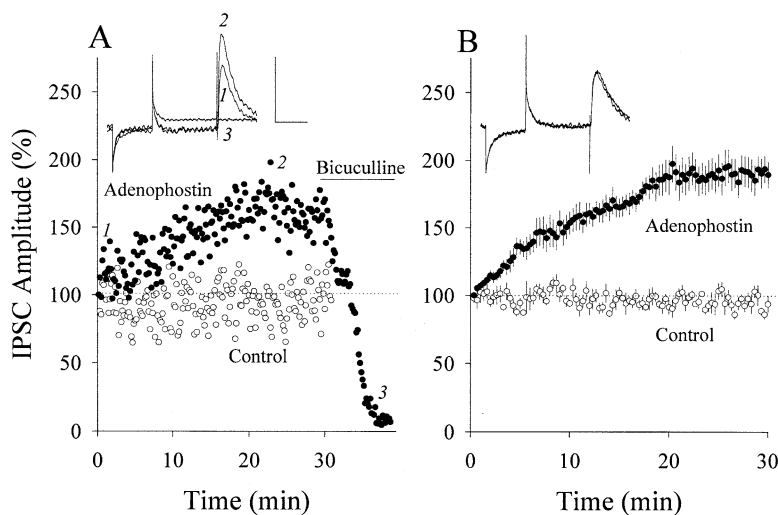 A
2
1
3
250
200
150
100
50
0
IPSC Amplitude (%)
Adenophostin
Bicuculline
1
2
3
Control
0
10
20
30
Time (min)
B
250
200
150
100
50
0
Adenophostin
Control
0
10
20
30
Time (min)